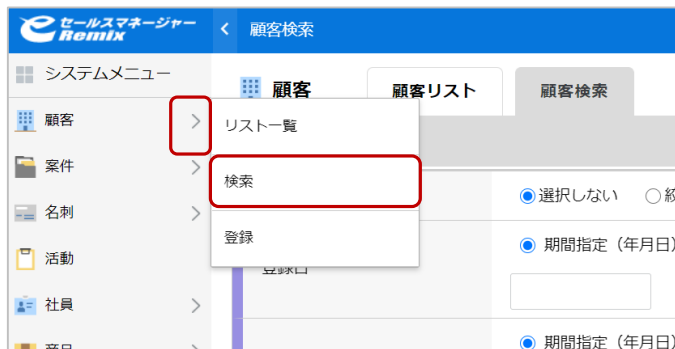 eセールスマネージャー
Remix
顧客検索
システムメニュー
顧客
案件
名刺
活動
社員
リスト一覧
検索
登録
顧客
顧客リスト
顧客検索
選択しない
登録日
期間指定（年月日）
期間指定（年月日）